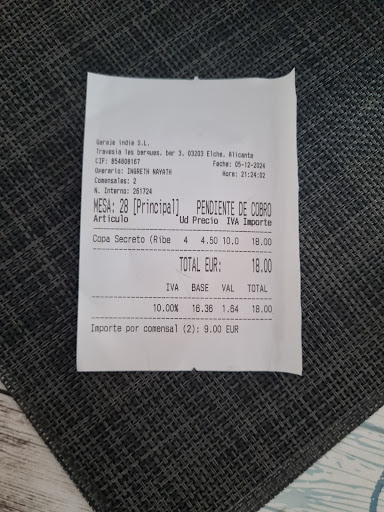 Garaje indie S.L.
Travesia les barques, bar 3, 03203 Elche, Alicante
CIF: B54808167 Fecha: 05-12-2024
Operario: INGRETH NAYATH Hora: 21:24:02
Comensales: 2
N. Interno: 261724
MESA: 28 [Principal] PENDIENTE DE COBRO
Articulo Ud Precio IVA Importe
Copa Secreto (Ribe 4 4.50 10.0 18.00
TOTAL EUR: 18.00
IVA BASE VAL TOTAL
10.00% 16.36 1.64 18.00
Importe por comensal (2): 9.00 EUR